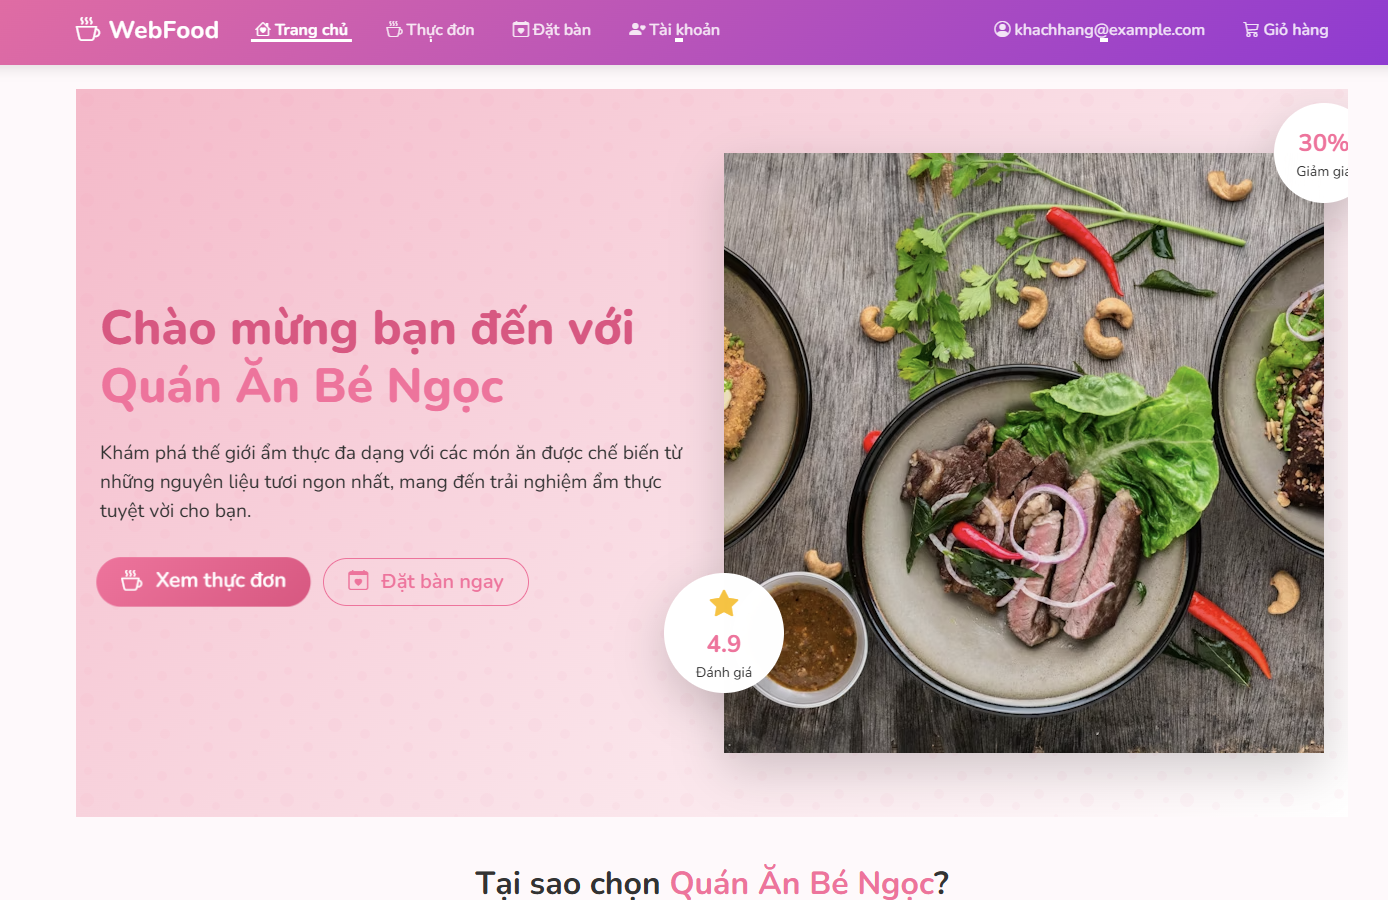 WebFood
Trang chủ
Thực đơn
Đặt bàn
Tài khoản
khachhang@example.com
Giỏ hàng
30%
Giảm giá
Chào mừng bạn đến với
Quán Ăn Bé Ngọc
Khám phá thế giới ẩm thực đa dạng với các món ăn được chế biến từ
những nguyên liệu tươi ngon nhất, mang đến trải nghiệm ẩm thực
tuyệt vời cho bạn.
Xem thực đơn
Đặt bàn ngay
4.9
Đánh giá
Tại sao chọn Quán Ăn Bé Ngọc?